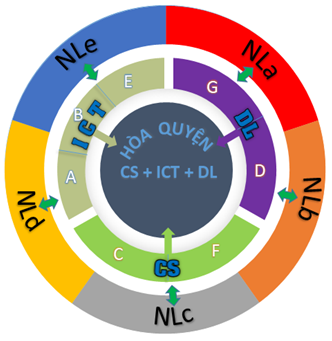 NLe
NLa
E
G
B
ICT
DL
HÒA QUYỆN
CS + ICT + DL
A
D
NLd
NLb
C
F
CS
NLc